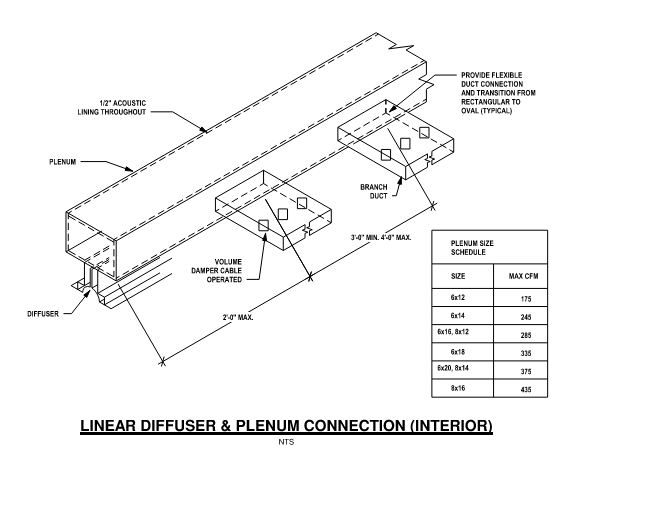 PROVIDE FLEXIBLE
DUCT CONNECTION
AND TRANSITION FROM
RECTANGULAR TO
OVAL (TYPICAL)
1/2" ACOUSTIC
LINING THROUGHOUT
PLENUM
BRANCH
DUCT
3'-0" MIN. 4'-0" MAX.
VOLUME
DAMPER CABLE
OPERATED
DIFFUSER
2'-0" MAX.
PLENUM SIZE
SCHEDULE
SIZE MAX CFM
6x12 175
6x14 245
6x16, 8x12 285
6x18 335
6x20, 8x14 375
8x16 435
LINEAR DIFFUSER & PLENUM CONNECTION (INTERIOR)
NTS